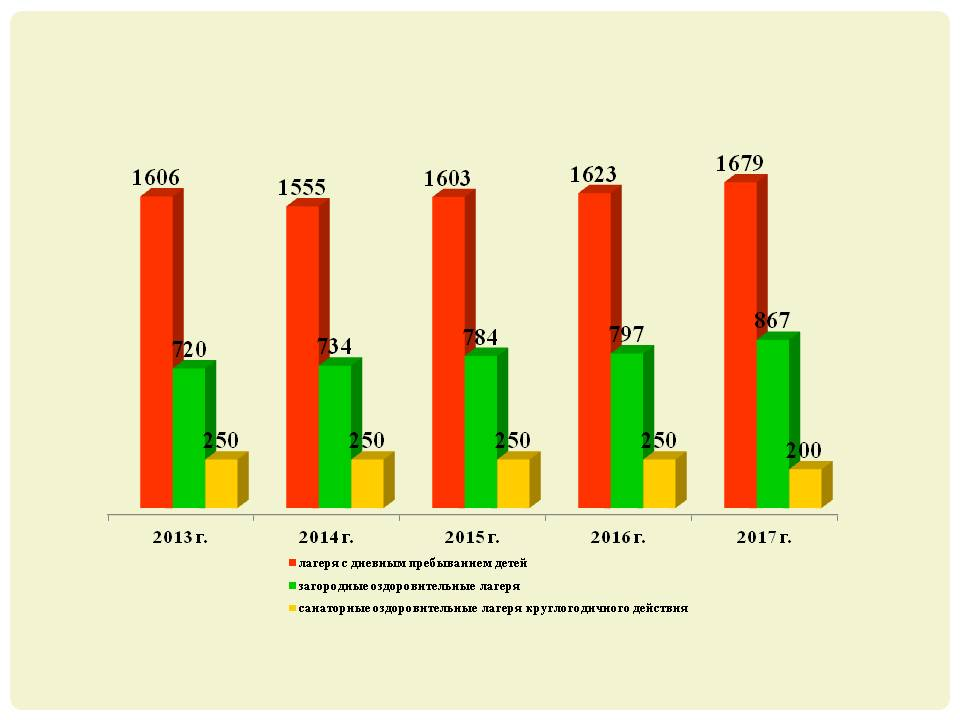 1606
1555
1603
1623
1679
720
734
784
797
867
250
250
250
250
200
2013 г.
2014 г.
2015 г.
2016 г.
2017 г.
лагеря с дневным пребыванием детей
загородные оздоровительные лагеря
санаторные оздоровительные лагеря круглогодичного действия